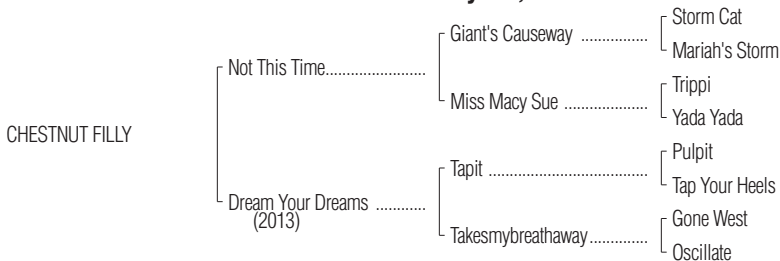 Storm Cat
Giant's Causeway ...............
Mariah's Storm
Not This Time.......................
Trippi
Miss Macy Sue ..................
Yada Yada
CHESTNUT FILLY
Pulpit
Tapit .............................
Tap Your Heels
Dream Your Dreams ............
(2013)
Gone West
Takesmybreathaway..............
Oscillate